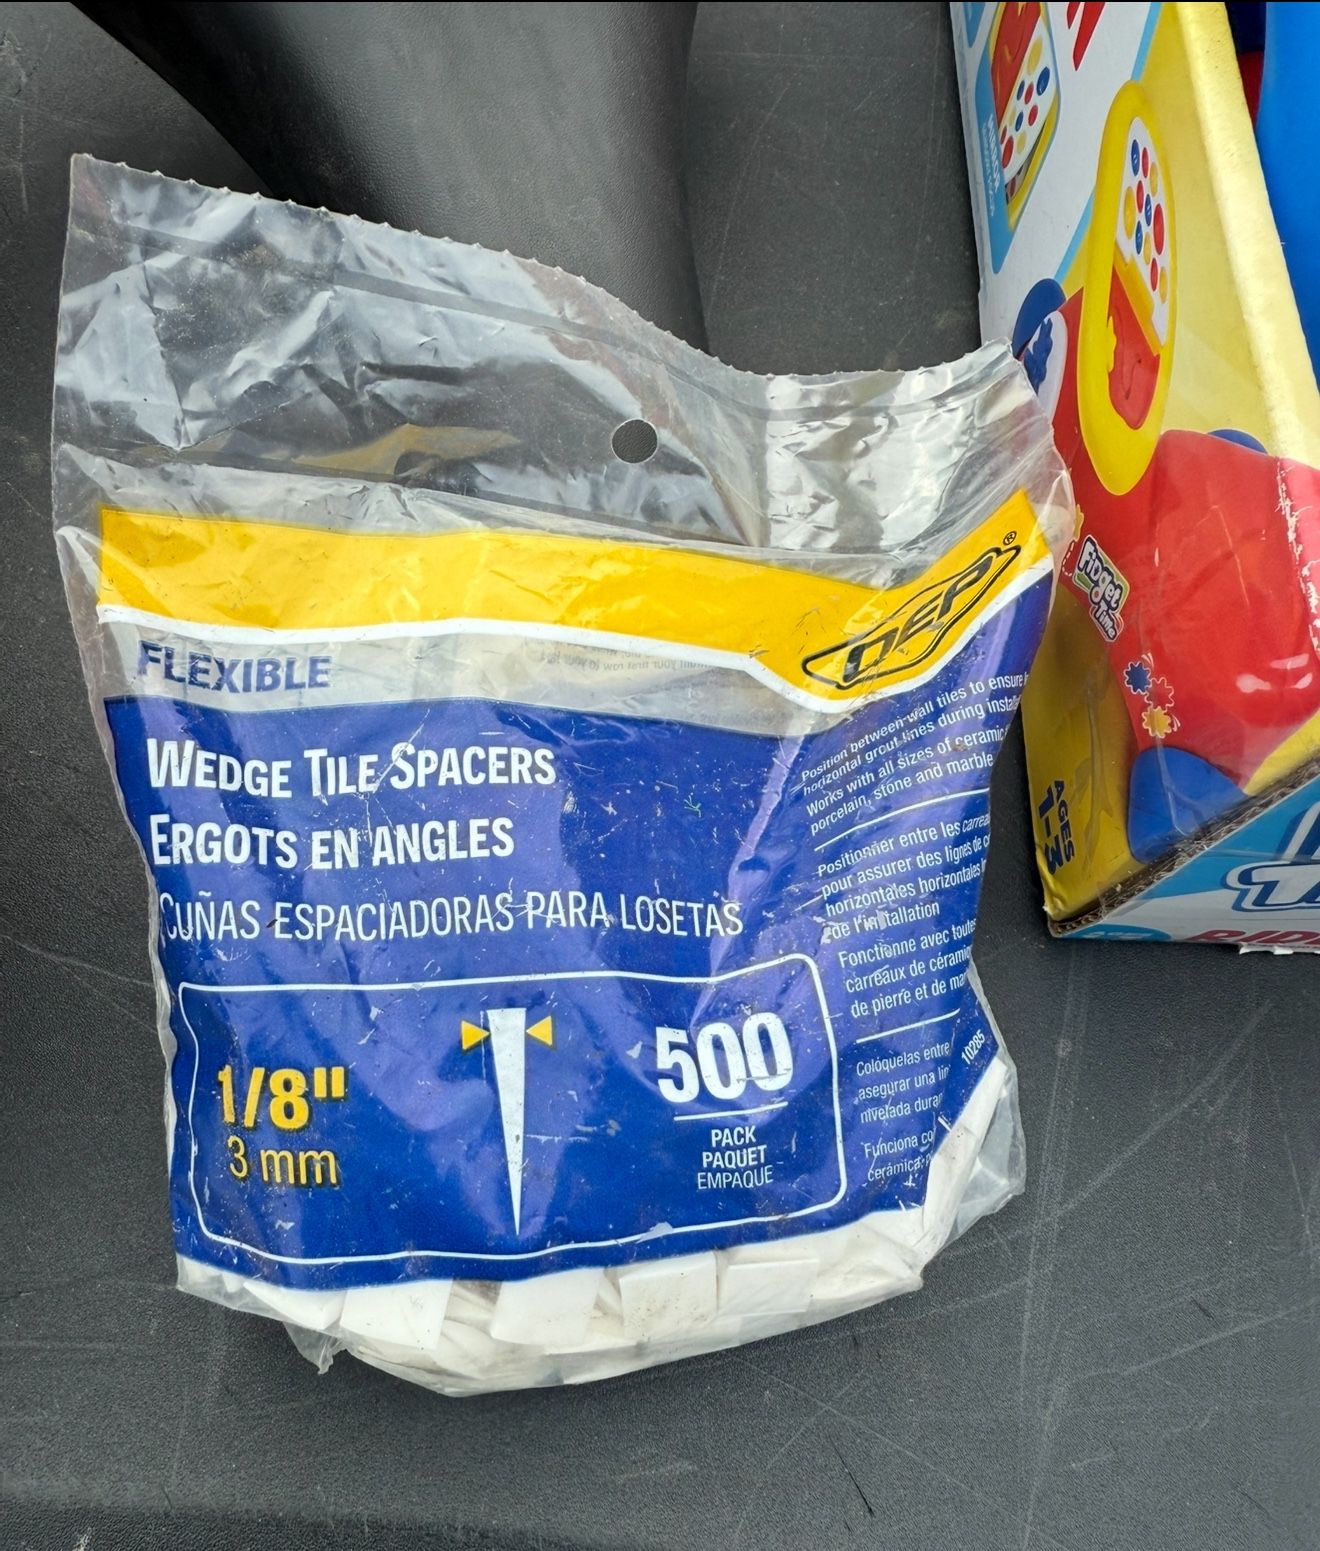 QEP®
FLEXIBLE
WEDGE TILE SPACERS
ERGOTS EN ANGLES
CUÑAS ESPACIADORAS PARA LOSETAS
1/8"
3 mm
500
PACK
PAQUET
EMPAQUE
Position between wall tiles to ensure
horizontal grout lines during
Works with all sizes of ceramic
porcelain, stone and marble
Positionner entre les
pour assurer des lignes de
horizontales horizontales
de l'installation
Fonctionne avec toutes
carreaux de
de pierre et de
10285
Colóquelas entre
asegurar una
nivelada
Funciona
cerámica,
Fidget
Time
AGES
1-3